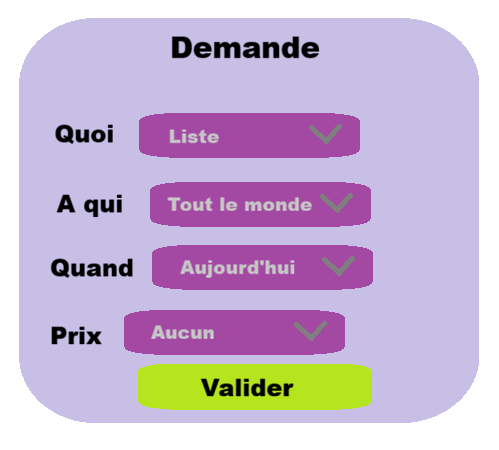 Demande
Quoi Liste
A qui Tout le monde
Quand Aujourd'hui
Prix Aucun
Valider